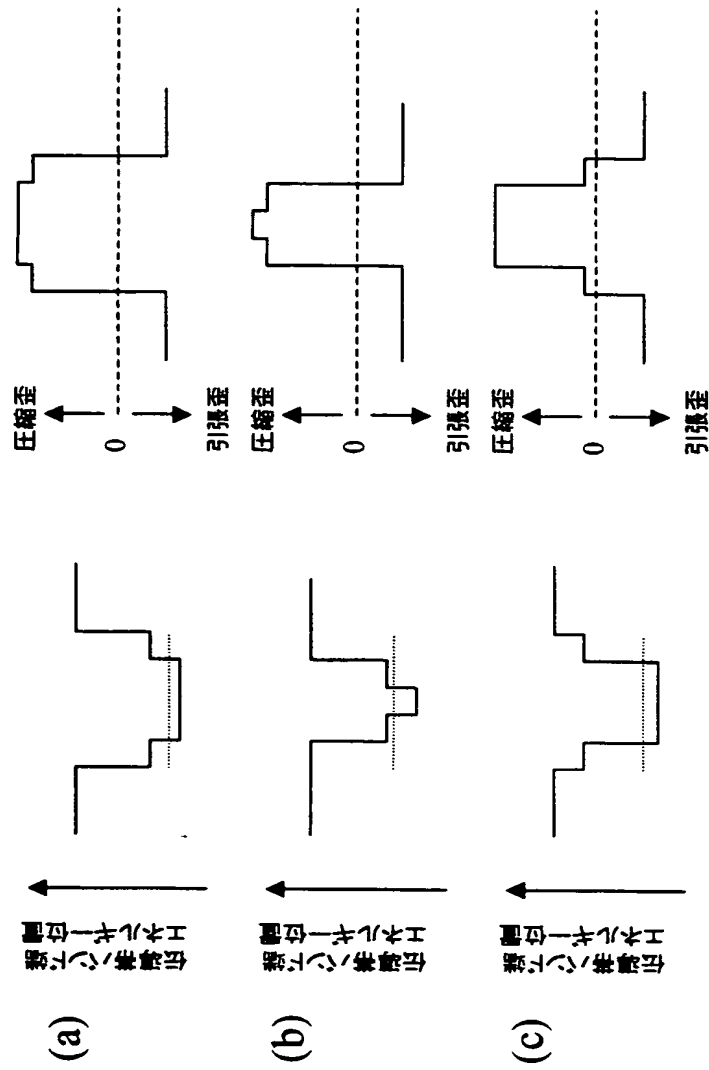 (a)
伝導帯バンド端
エネルギー位置
圧縮歪
0
引張歪
(b)
伝導帯バンド端
エネルギー位置
圧縮歪
0
引張歪
(c)
伝導帯バンド端
エネルギー位置
圧縮歪
0
引張歪